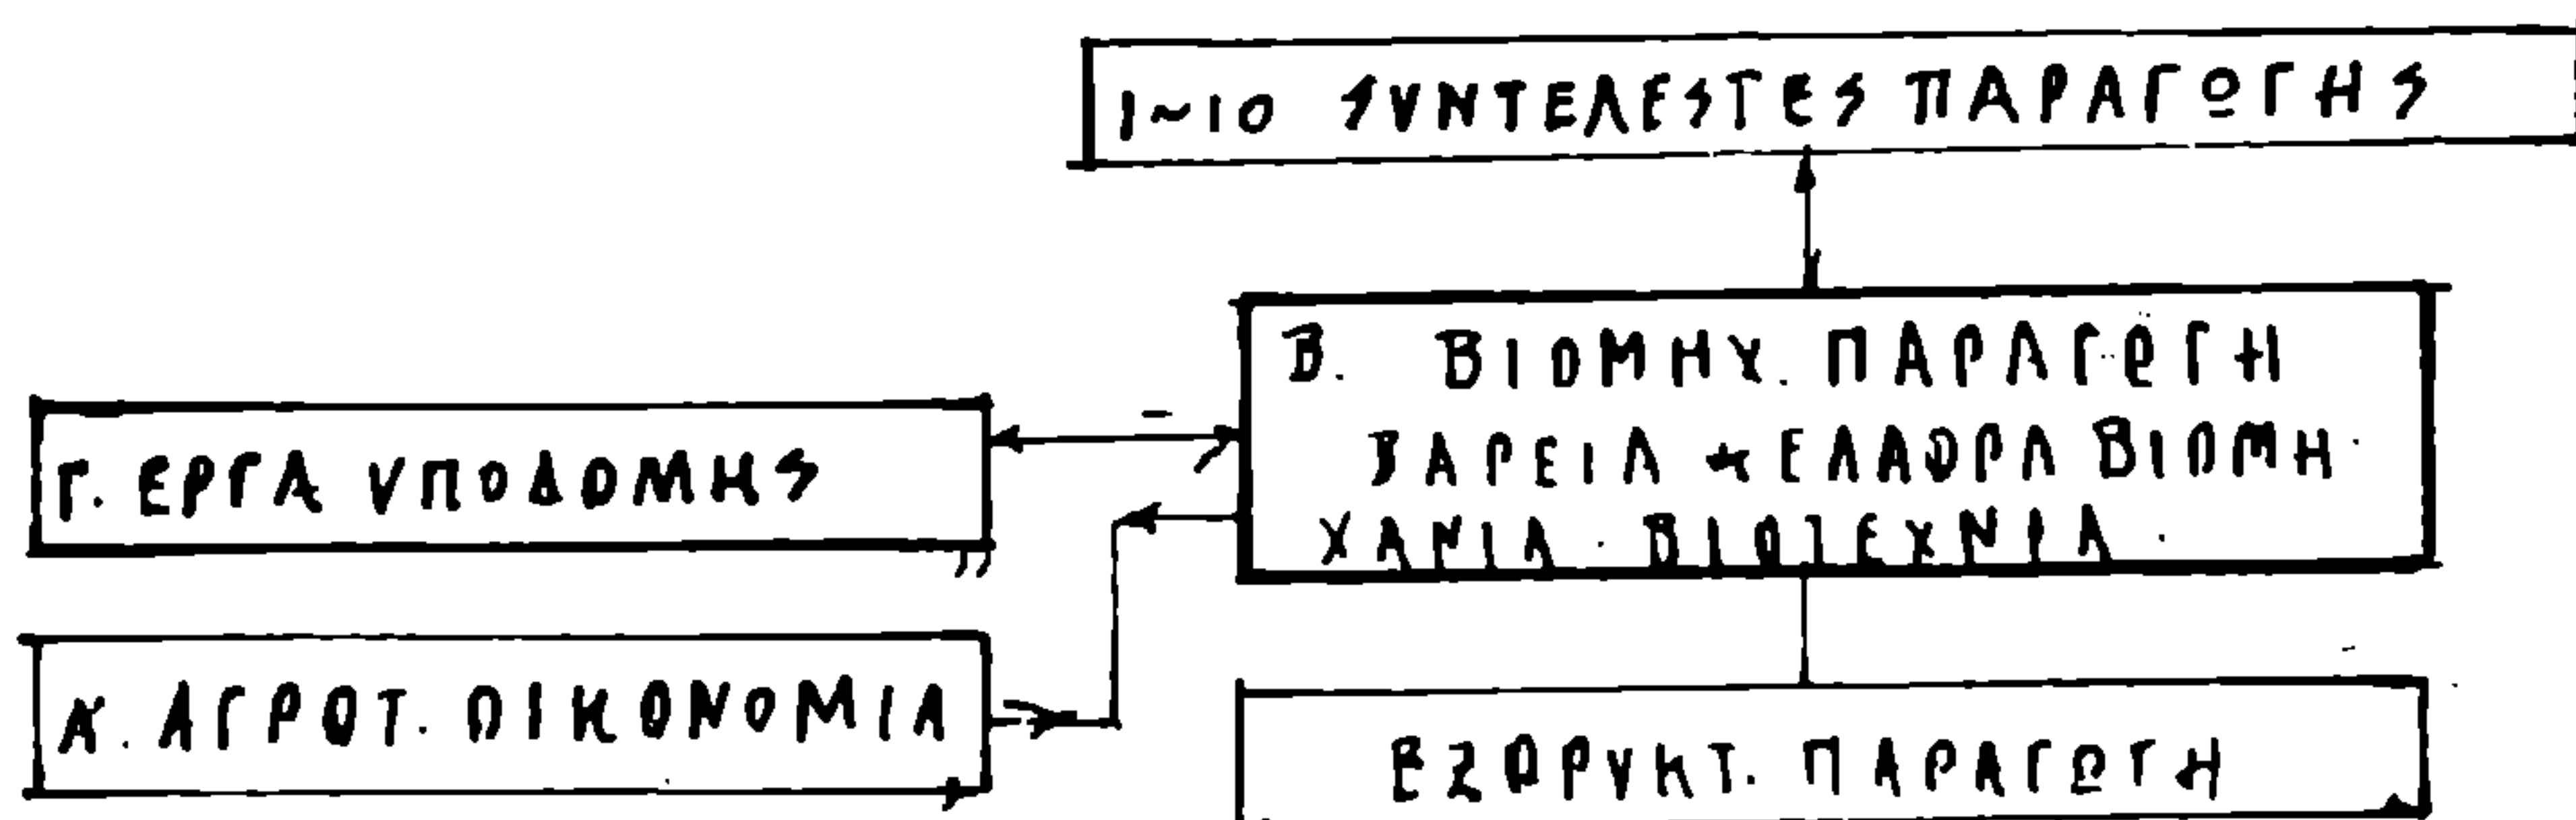 1~10 ΣΥΝΤΕΛΕΣΤΕΣ ΠΑΡΑΓΩΓΗΣ
Β. ΒΙΟΜΗΧ. ΠΑΡΑΓΩΓΗ
ΒΑΡΕΙΑ & ΕΛΑΦΡΑ ΒΙΟΜΗ
ΧΑΝΙΑ. ΒΙΟΤΕΧΝΙΑ.
Γ. ΕΡΓΑ ΥΠΟΔΟΜΗΣ
Α. ΑΓΡΟΤ. ΟΙΚΟΝΟΜΙΑ
ΕΞΟΡΥΚΤ. ΠΑΡΑΓΩΓΗ